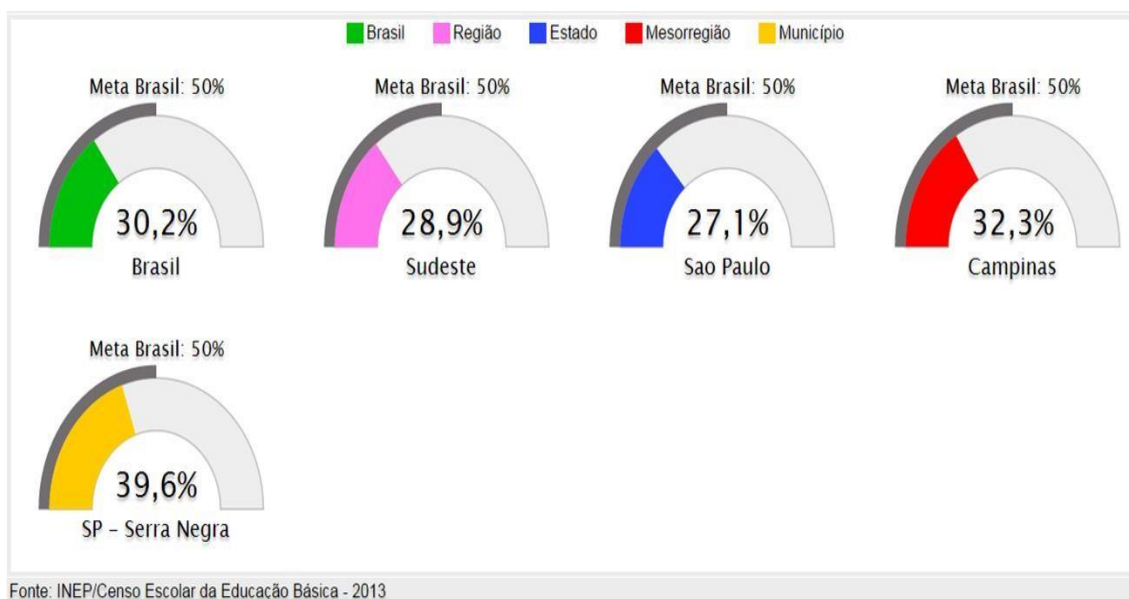 Brasil Região Estado Mesorregião Município
Meta Brasil: 50% Meta Brasil: 50% Meta Brasil: 50% Meta Brasil: 50%
30,2% 28,9% 27,1% 32,3%
Brasil Sudeste Sao Paulo Campinas
Meta Brasil: 50%
39,6%
SP – Serra Negra
Fonte: INEP/Censo Escolar da Educação Básica - 2013